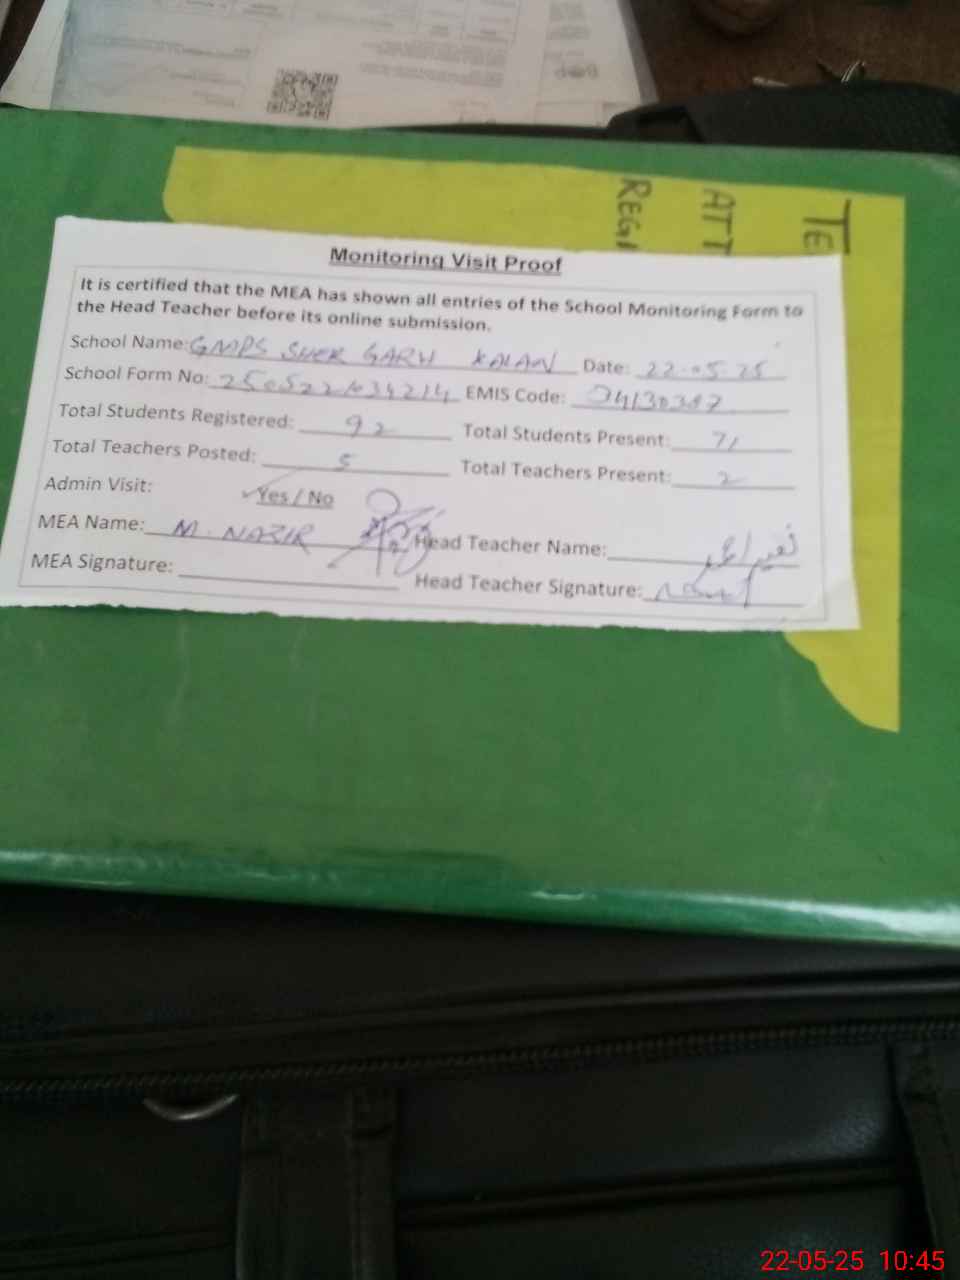 TE
ATT
REGI
Monitoring Visit Proof
It is certified that the MEA has shown all entries of the School Monitoring Form to
the Head Teacher before its online submission.
School Name: GMPS SHER GARH KALAN Date: 22-05-25
School Form No: EMIS Code:
Total Students Registered: 92 Total Students Present: 71
Total Teachers Posted: 5 Total Teachers Present: 2
Admin Visit: Yes / No
MEA Name: M. NAZIR Head Teacher Name:
MEA Signature: Head Teacher Signature:
22-05-25 10:45